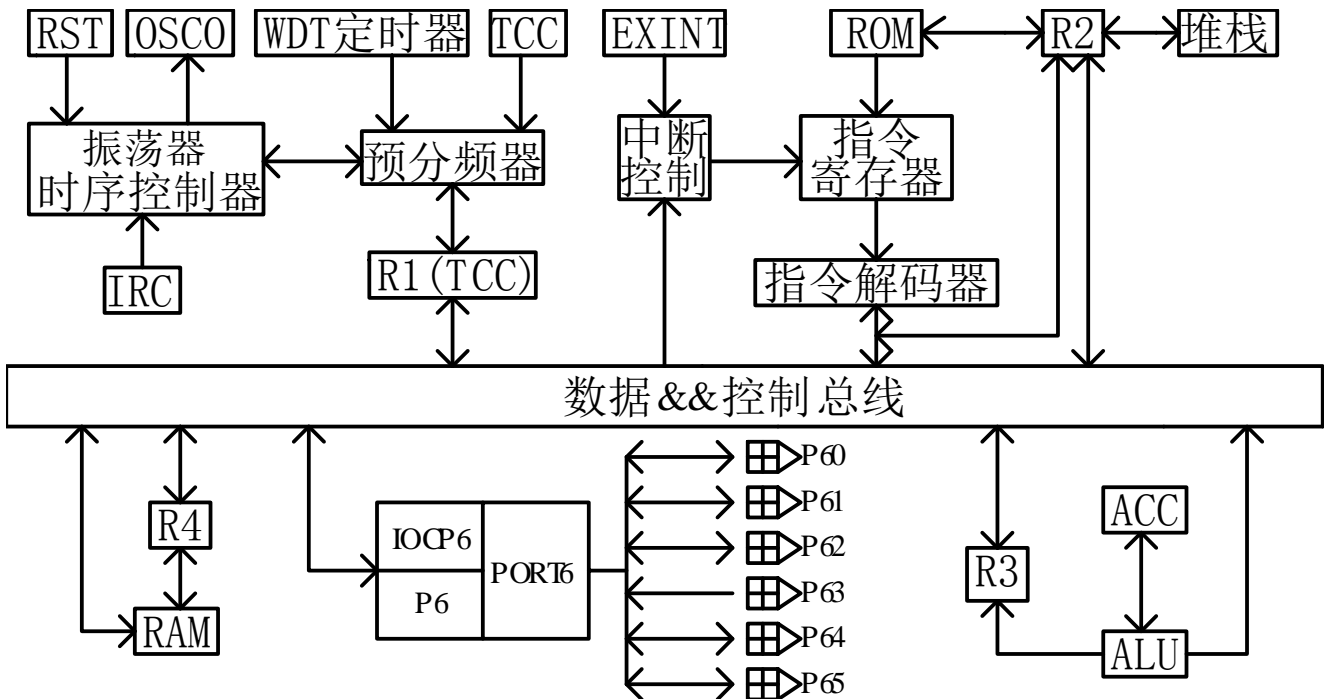 RST
OSCO
WDT定时器
TCC
EXINT
ROM
R2
堆栈
振荡器
时序控制器
预分频器
中断
控制
指令
寄存器
IRC
R1(TCC)
指令解码器
数据&&控制总线
R4
RAM
IOCP6
P6
PORT6
P60
P61
P62
P63
P64
P65
R3
ACC
ALU